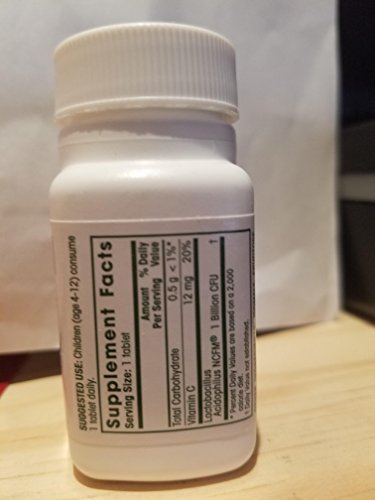 SUGGESTED USE: Children (age 4-12) consume
1 tablet daily.
Supplement Facts
Serving Size: 1 tablet
Amount % Daily
Per Serving Value
Total Carbohydrate 0.5 g < 1%*
Vitamin C 12 mg 20%
Lactobacillus
Acidophilus NCFM® 1 Billion CFU †
* Percent Daily Values are based on a 2,000
calorie diet.
† Daily Value not established.